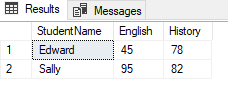 Results Messages
StudentName English History
1 Edward 45 78
2 Sally 95 82